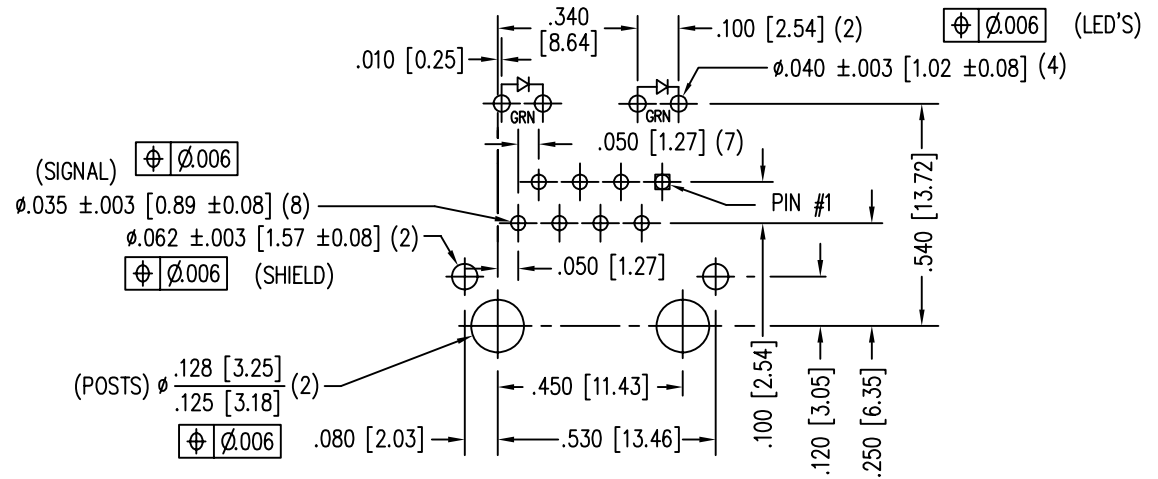 .340
[8.64]
.100 [2.54] (2)
⌖ Ø.006 (LED'S)
.010 [0.25]
Ø.040 ±.003 [1.02 ±0.08] (4)
GRN
GRN
.050 [1.27] (7)
(SIGNAL) ⌖ Ø.006
Ø.035 ±.003 [0.89 ±0.08] (8)
PIN #1
.540 [13.72]
Ø.062 ±.003 [1.57 ±0.08] (2)
⌖ Ø.006 (SHIELD)
.050 [1.27]
(POSTS) Ø .128 [3.25]
.125 [3.18] (2)
⌖ Ø.006
.450 [11.43]
.080 [2.03]
.530 [13.46]
.100 [2.54]
.120 [3.05]
.250 [6.35]